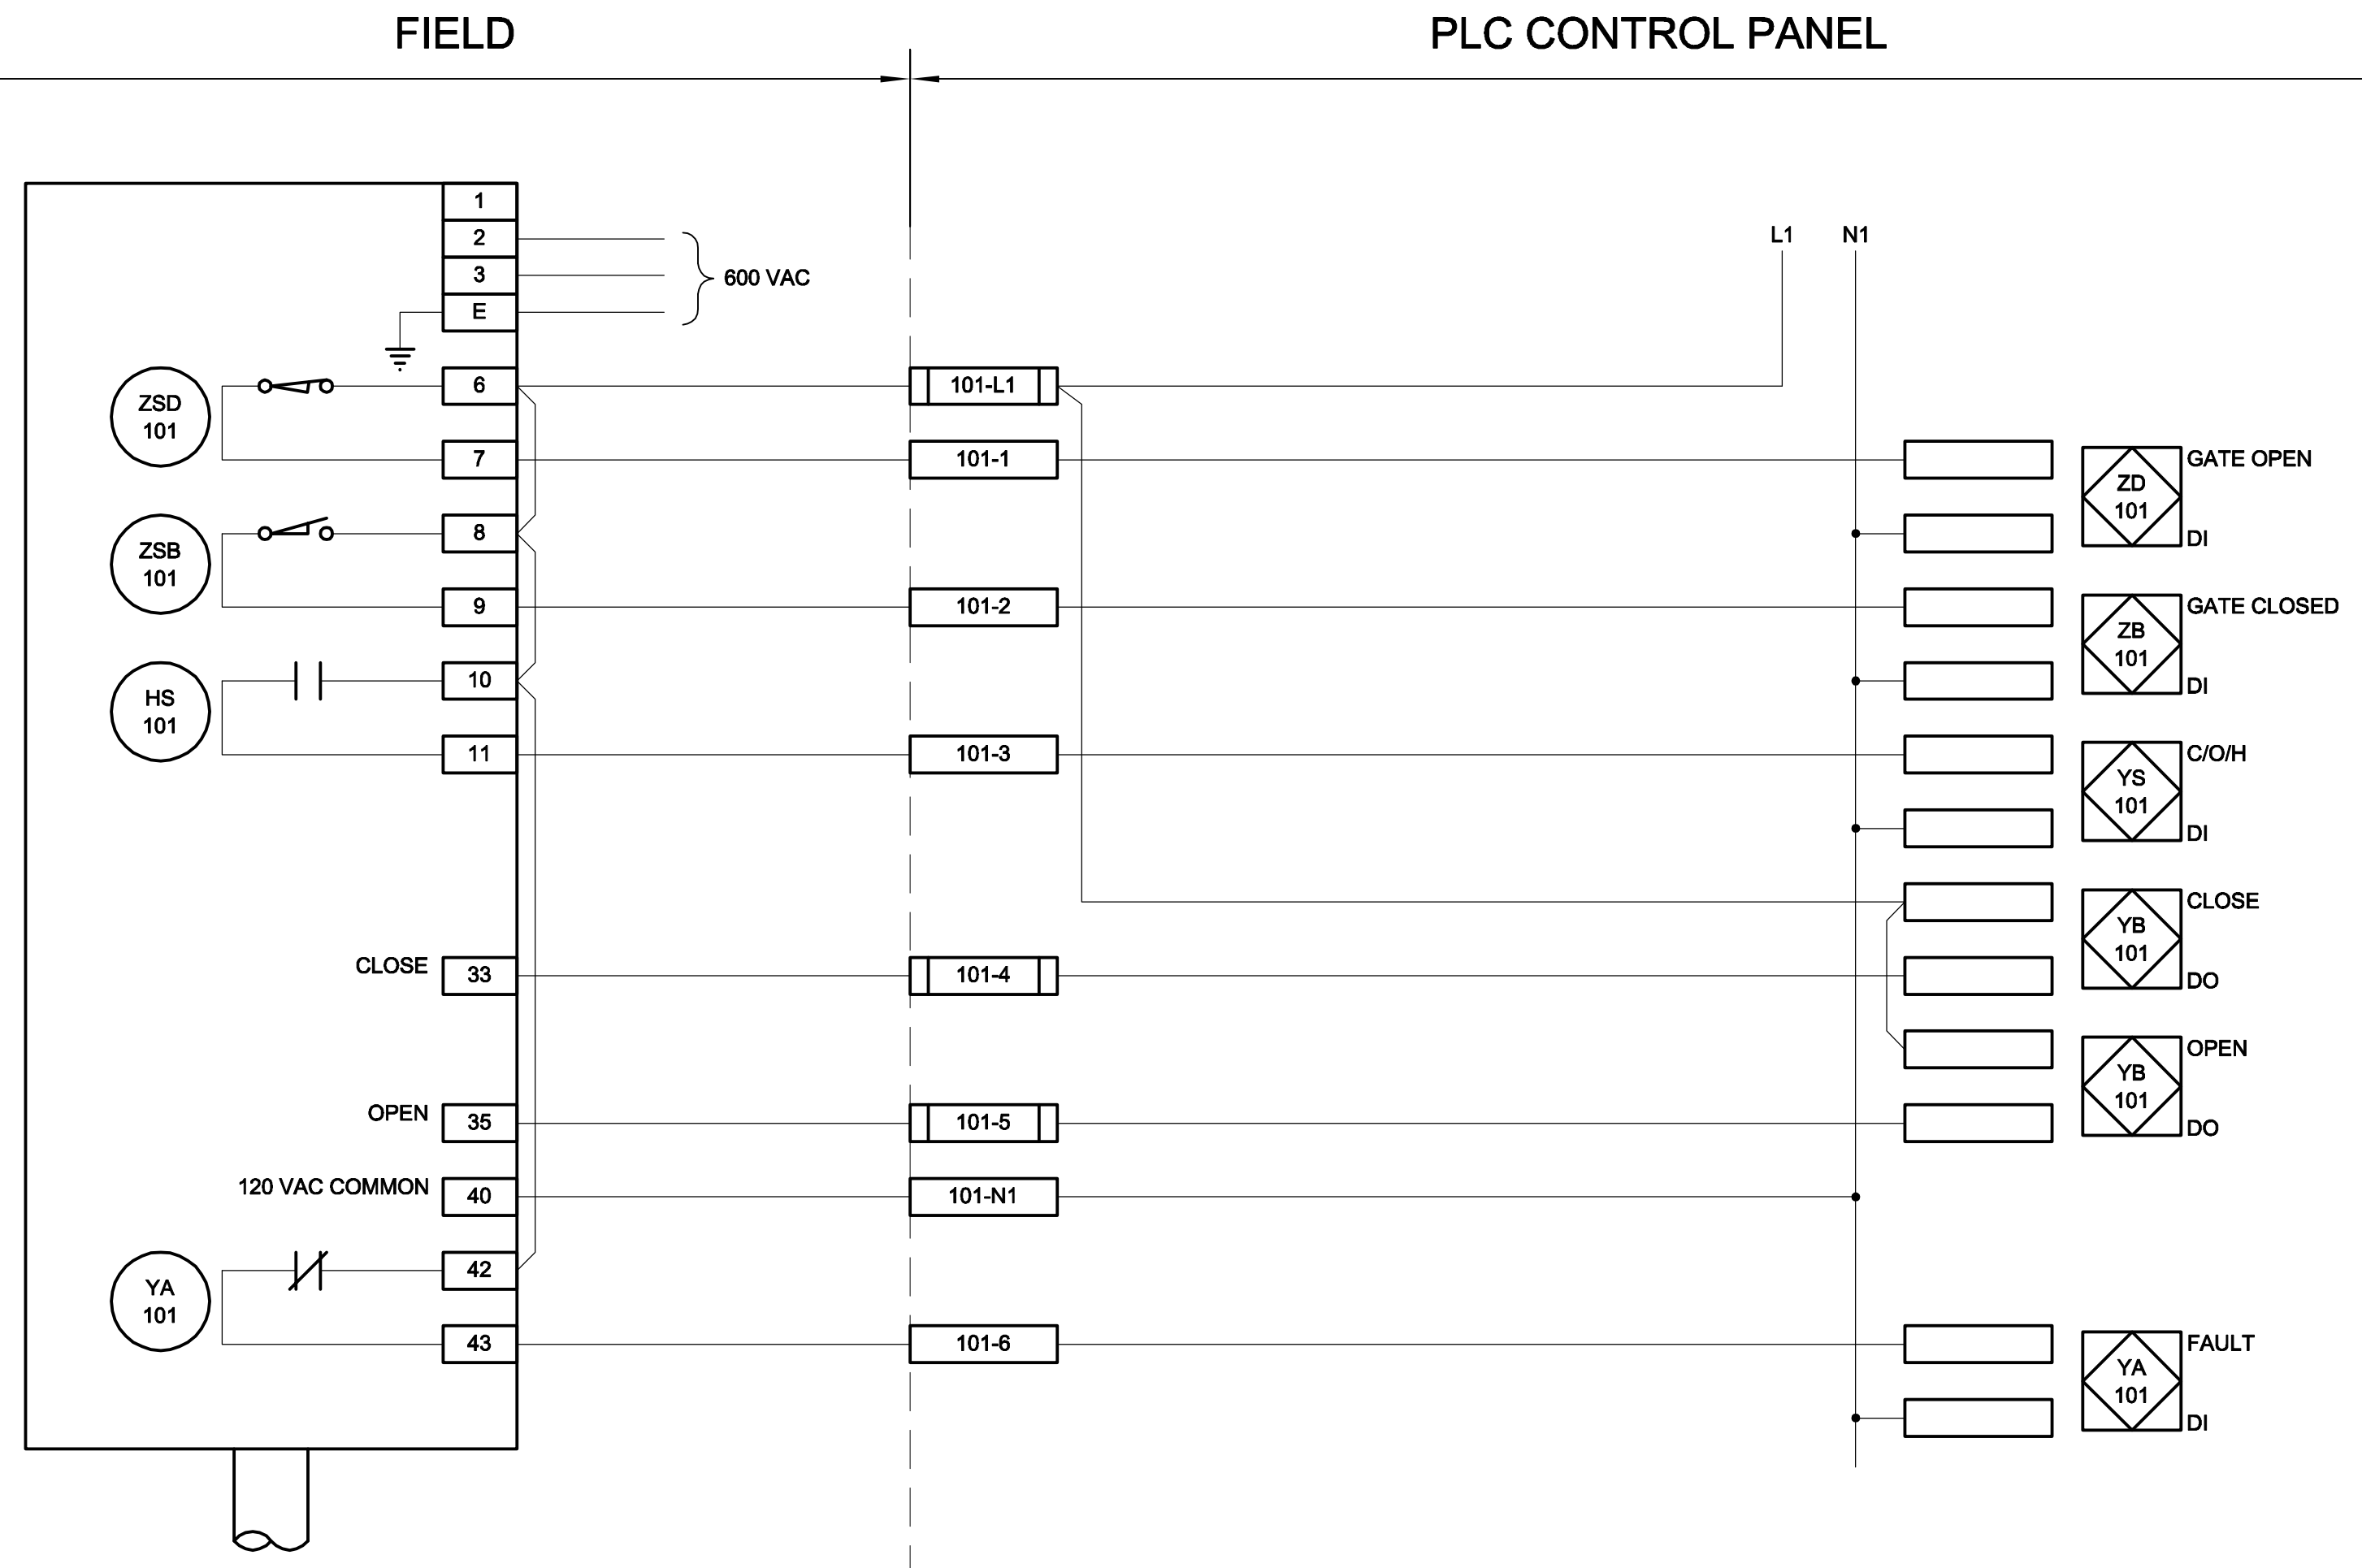 FIELD
PLC CONTROL PANEL
1
2
3
E
600 VAC
L1
N1
ZSD
101
6
101-L1
7
101-1
GATE OPEN
ZD
101
DI
ZSB
101
8
9
101-2
GATE CLOSED
ZB
101
DI
HS
101
10
11
101-3
C/O/H
YS
101
DI
CLOSE
YB
101
DO
CLOSE
33
101-4
OPEN
YB
101
DO
OPEN
35
101-5
120 VAC COMMON
40
101-N1
YA
101
42
43
101-6
FAULT
YA
101
DI